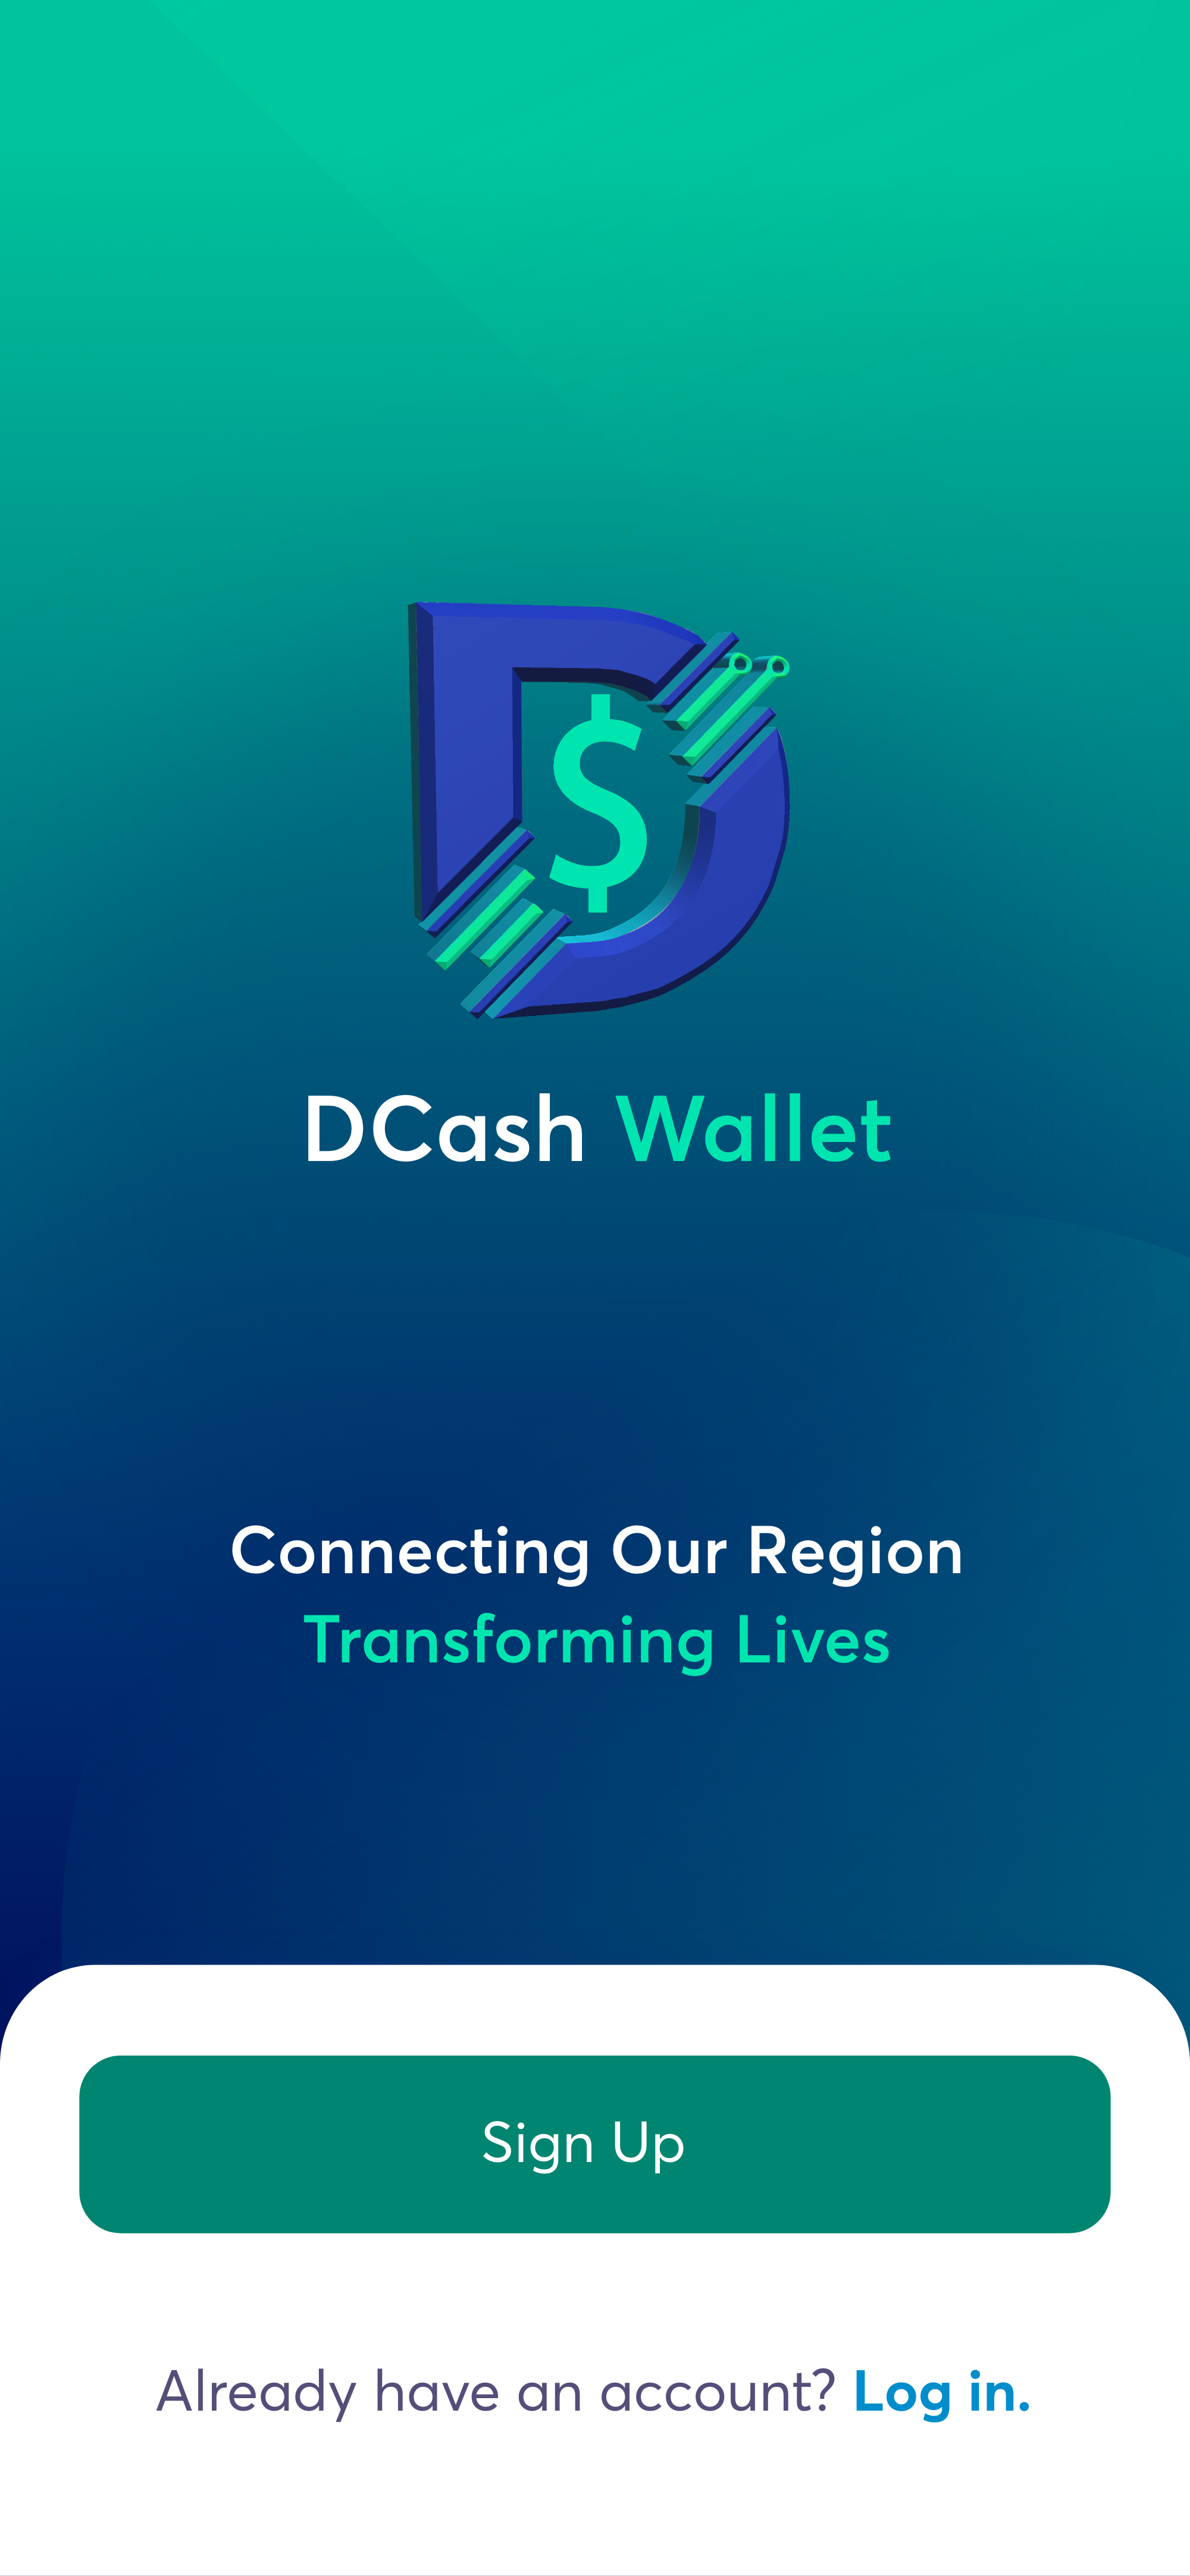 $
DCash Wallet
Connecting Our Region
Transforming Lives
Sign Up
Already have an account? Log in.